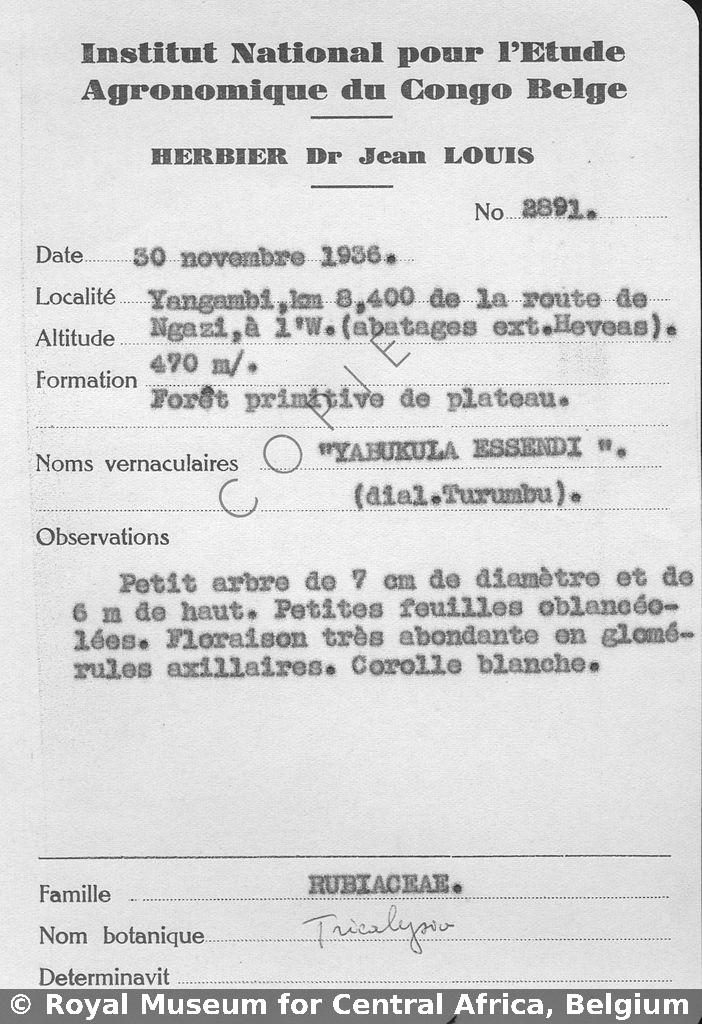 Institut National pour l'Etude
Agronomique du Congo Belge
HERBIER Dr Jean LOUIS
No 2891.
Date 30 novembre 1936.
Localité Yangambi,km 8,400 de la route de
Altitude Ngazi,à l'W.(abatages ext.Heveas).
470 m/.
Formation
Forêt primitive de plateau.
COPIE
Noms vernaculaires "YABUKULA ESSENDI ".
(dial.Turumbu).
Observations
Petit arbre de 7 cm de diamètre et de
6 m de haut. Petites feuilles oblancéo-
lées. Floraison très abondante en glomé-
rules axillaires. Corolle blanche.
Famille RUBIACEAE.
Nom botanique Tricalysia
Determinavit
© Royal Museum for Central Africa, Belgium